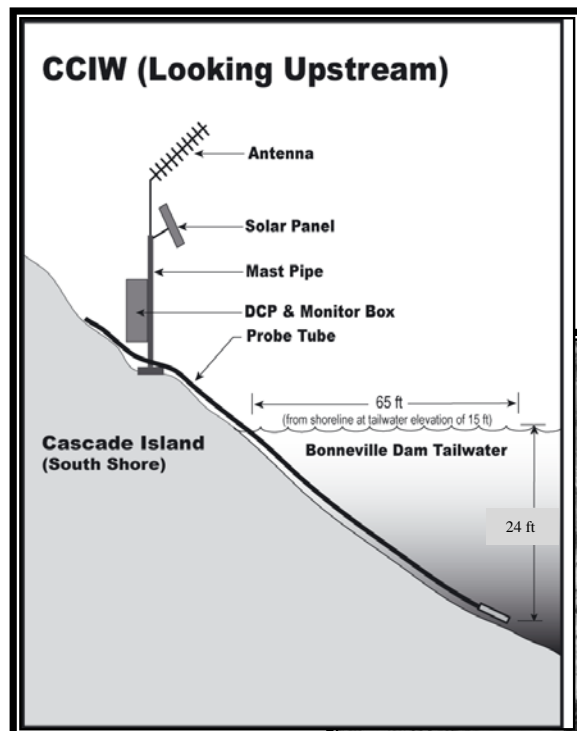 CCIW (Looking Upstream)
Antenna
Solar Panel
Mast Pipe
DCP & Monitor Box
Probe Tube
65 ft
(from shoreline at tailwater elevation of 15 ft)
Cascade Island
(South Shore)
Bonneville Dam Tailwater
24 ft